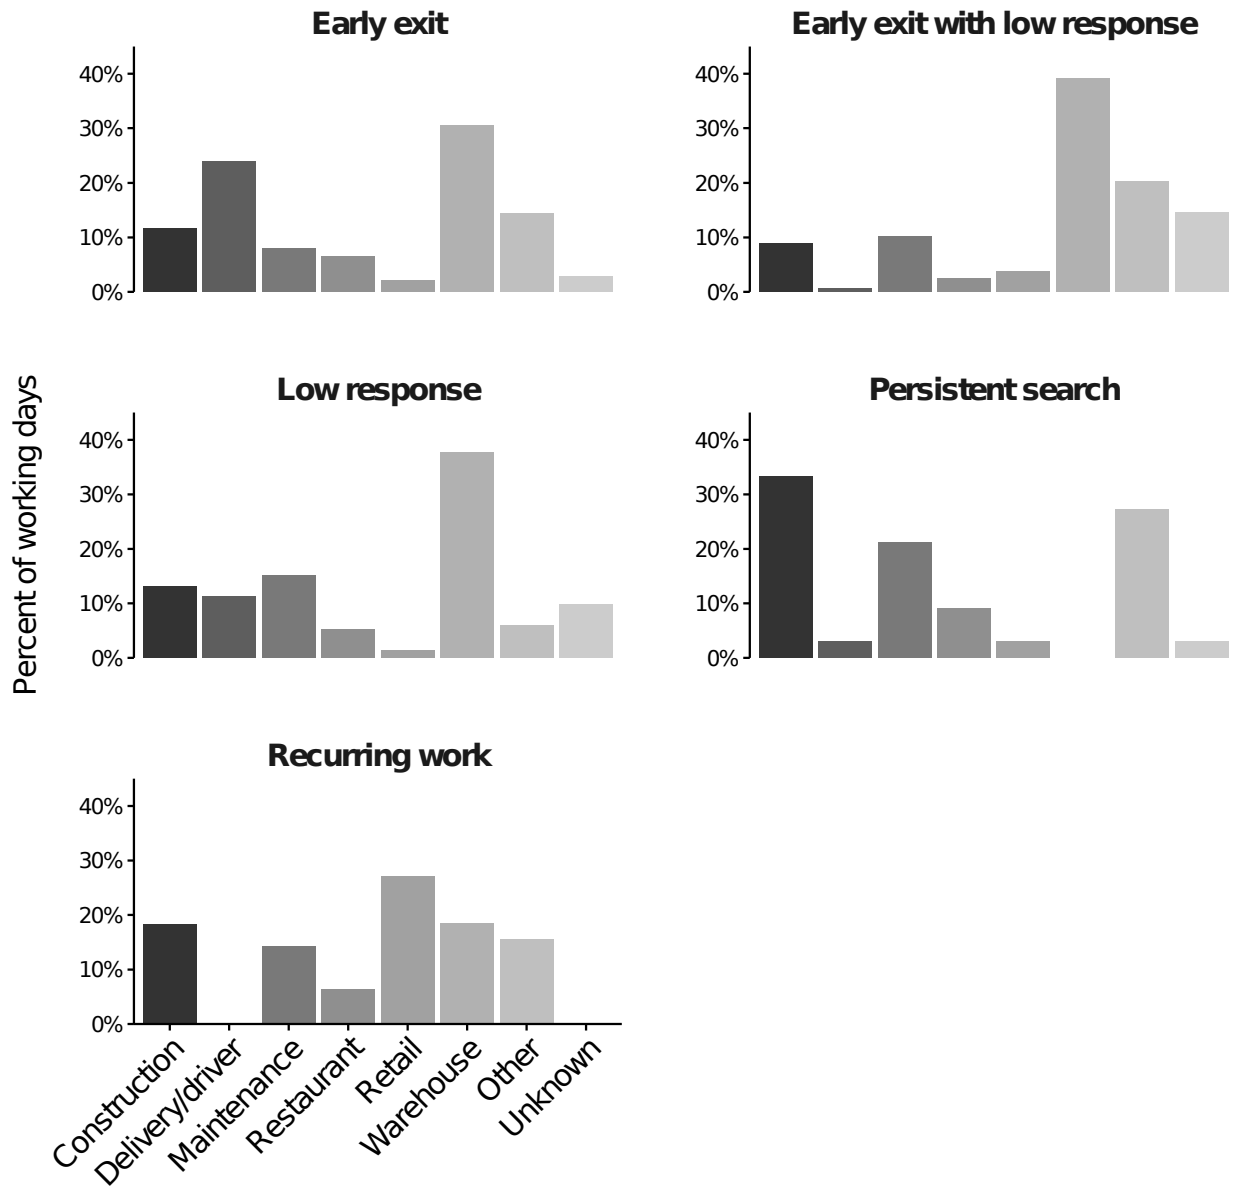 Early exit
Early exit with low response
40%
30%
20%
10%
0%
40%
30%
20%
10%
0%
Percent of working days
Low response
Persistent search
40%
30%
20%
10%
0%
40%
30%
20%
10%
0%
Recurring work
40%
30%
20%
10%
0%
Construction
Delivery/driver
Maintenance
Restaurant
Retail
Warehouse
Other
Unknown